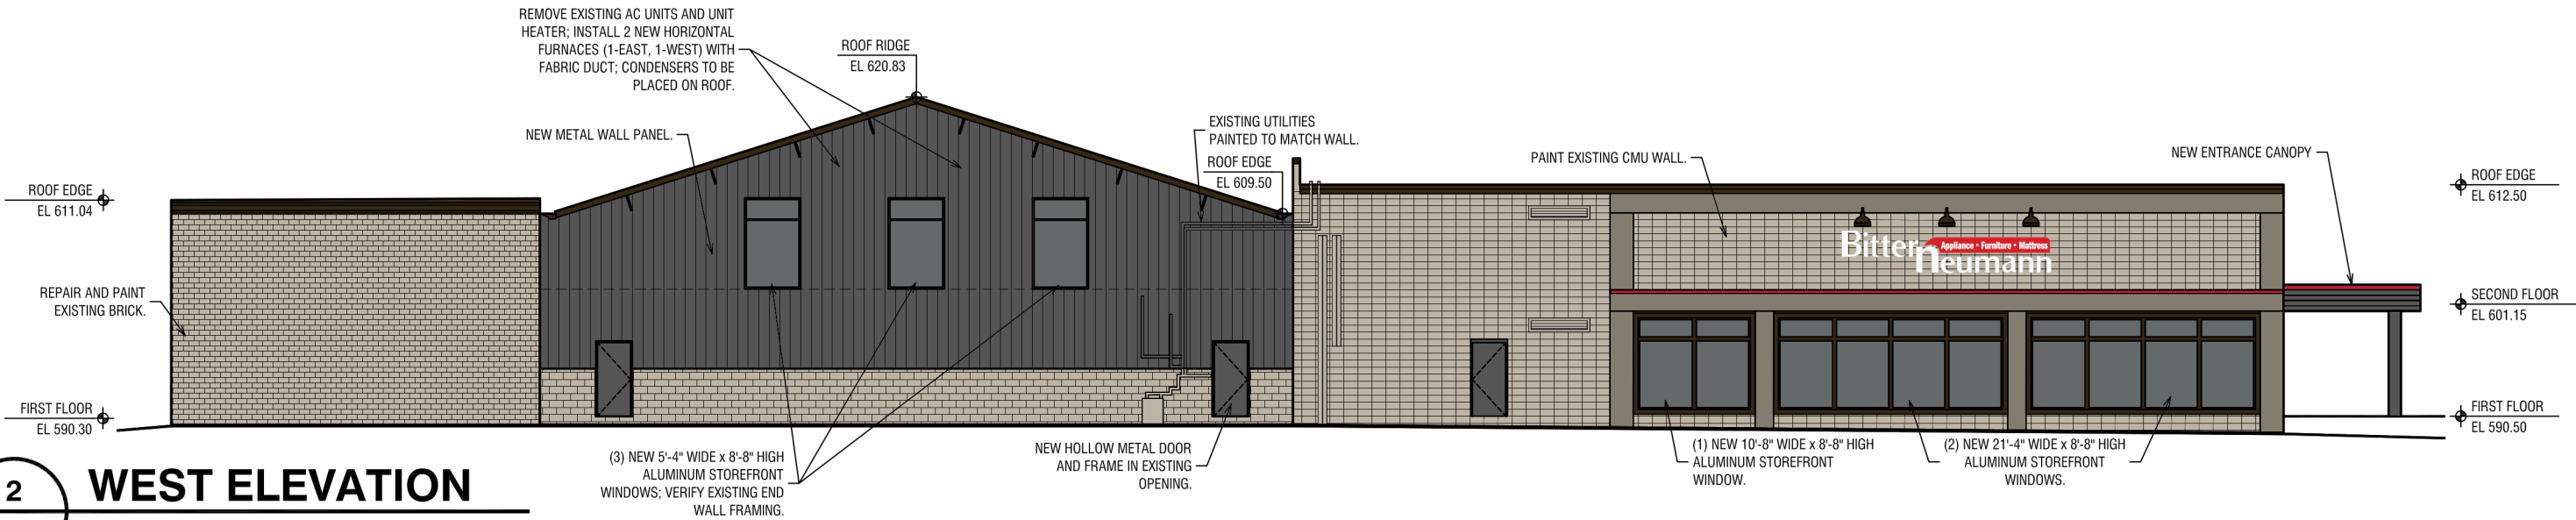 REMOVE EXISTING AC UNITS AND UNIT
HEATER; INSTALL 2 NEW HORIZONTAL
FURNACES (1-EAST, 1-WEST) WITH
FABRIC DUCT; CONDENSERS TO BE
PLACED ON ROOF.
ROOF RIDGE
EL 620.83
NEW METAL WALL PANEL.
EXISTING UTILITIES
PAINTED TO MATCH WALL.
ROOF EDGE
EL 609.50
PAINT EXISTING CMU WALL.
NEW ENTRANCE CANOPY
ROOF EDGE
EL 611.04
ROOF EDGE
EL 612.50
Bitter
Appliance • Furniture • Mattress
Neumann
REPAIR AND PAINT
EXISTING BRICK.
SECOND FLOOR
EL 601.15
FIRST FLOOR
EL 590.30
FIRST FLOOR
EL 590.50
(3) NEW 5'-4" WIDE x 8'-8" HIGH
ALUMINUM STOREFRONT
WINDOWS; VERIFY EXISTING END
WALL FRAMING.
NEW HOLLOW METAL DOOR
AND FRAME IN EXISTING
OPENING.
(1) NEW 10'-8" WIDE x 8'-8" HIGH
ALUMINUM STOREFRONT
WINDOW.
(2) NEW 21'-4" WIDE x 8'-8" HIGH
ALUMINUM STOREFRONT
WINDOWS.
2
WEST ELEVATION